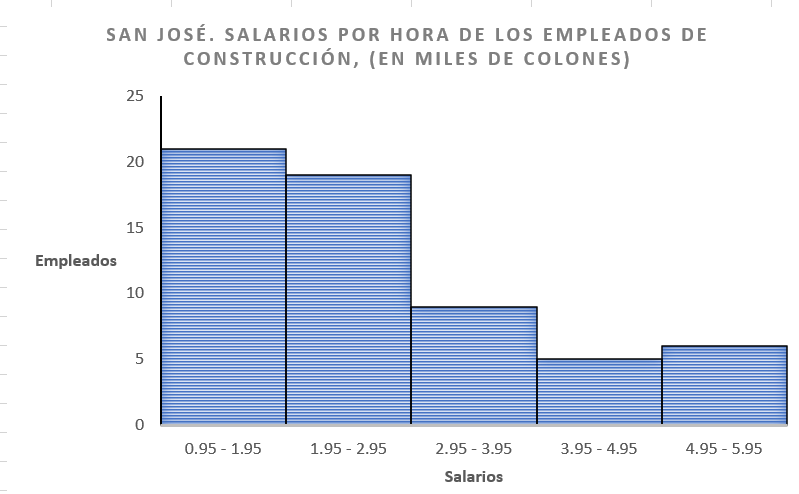 SAN JOSÉ. SALARIOS POR HORA DE LOS EMPLEADOS DE
CONSTRUCCIÓN, (EN MILES DE COLONES)
25
20
15
10
5
0
Empleados
0.95 - 1.95
1.95 - 2.95
2.95 - 3.95
3.95 - 4.95
4.95 - 5.95
Salarios